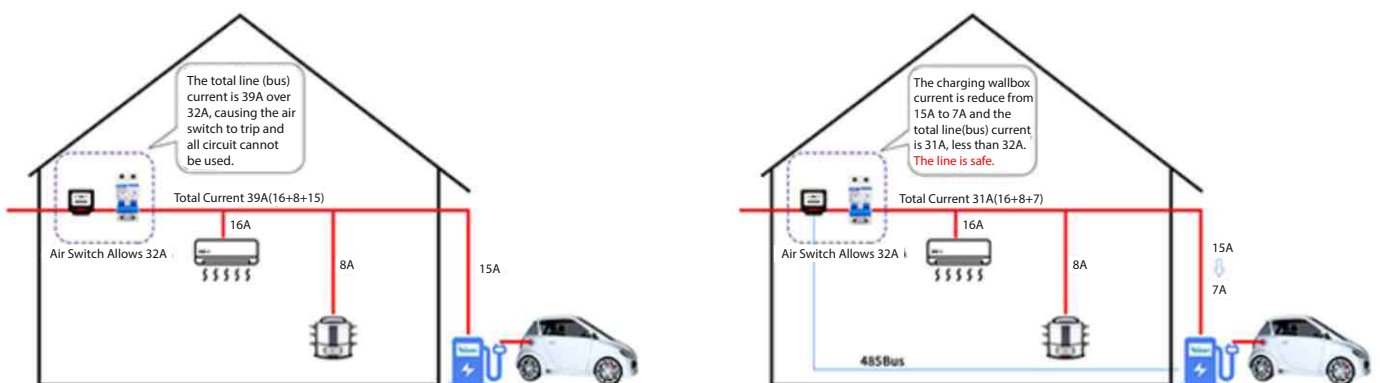 The total line (bus)
current is 39A over
32A, causing the air
switch to trip and
all circuit cannot
be used.
Total Current 39A(16+8+15)
16A
Air Switch Allows 32A
8A
15A
The charging wallbox
current is reduce from
15A to 7A and the
total line(bus) current
is 31A, less than 32A.
The line is safe.
Total Current 31A(16+8+7)
16A
Air Switch Allows 32A
8A
15A
7A
485Bus